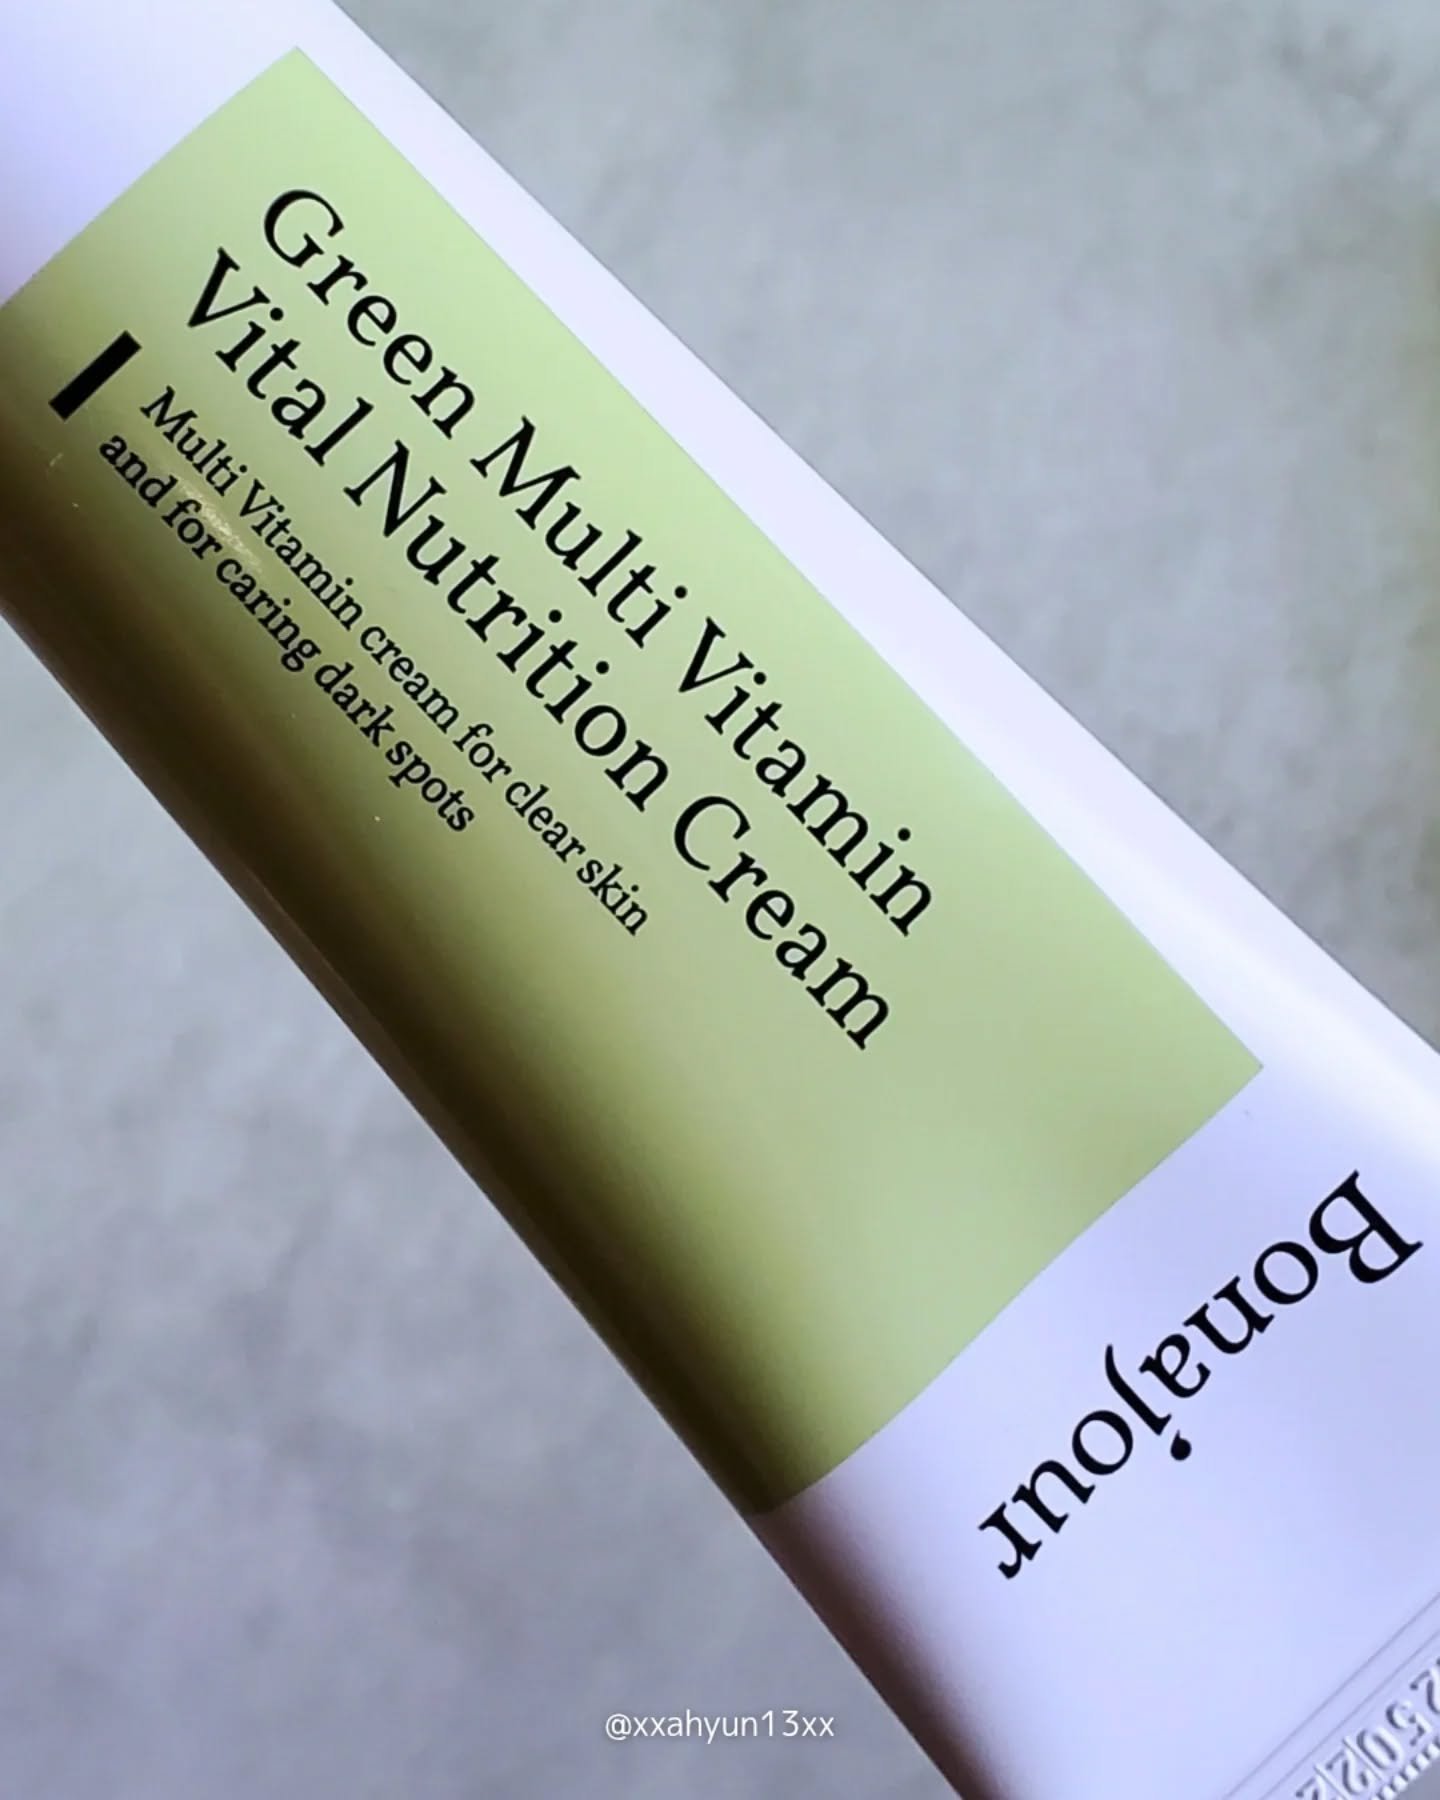 Green Multi Vitamin
Vital Nutrition Cream
Multi Vitamin cream for clear skin
and for caring dark spots
Bonajour
@xxahyun13xx